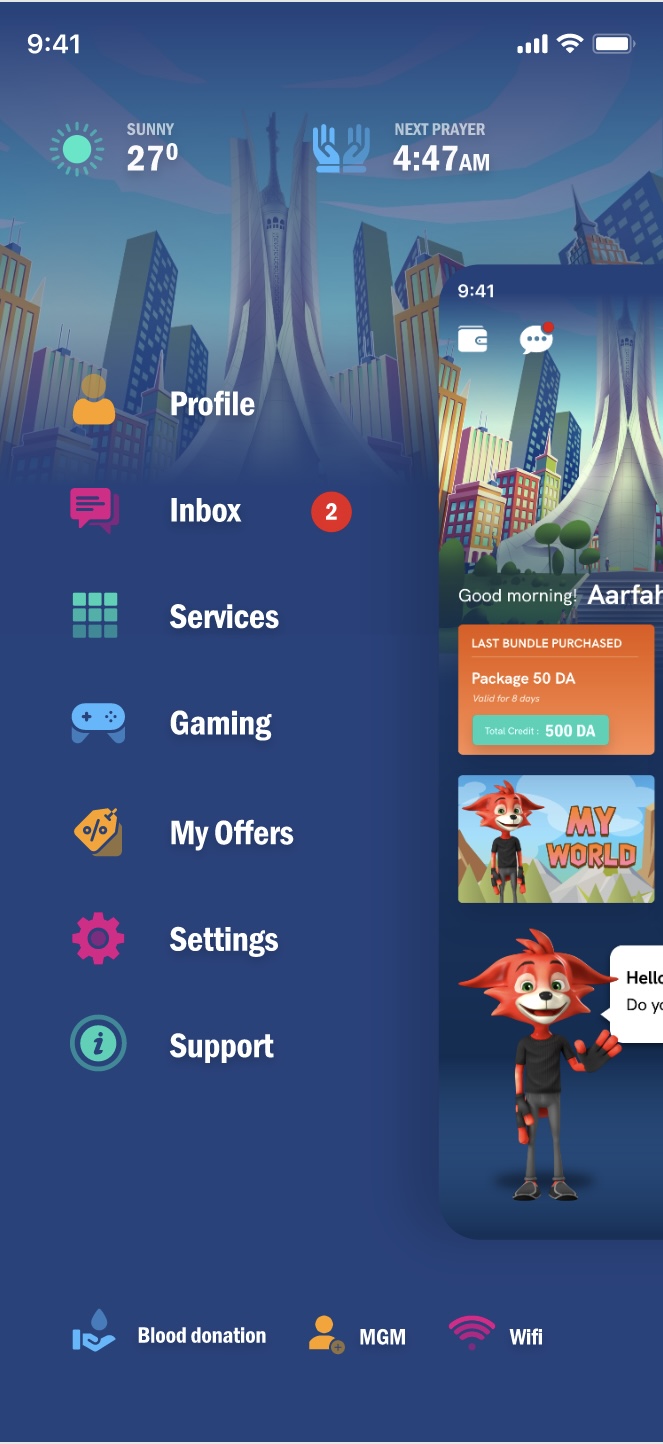 9:41
SUNNY
27⁰
NEXT PRAYER
4:47AM
Profile
Inbox
2
Services
Gaming
My Offers
Settings
Support
9:41
Good morning! Aarfah
LAST BUNDLE PURCHASED
Package 50 DA
Valid for 8 days
Total Credit : 500 DA
MY
WORLD
Hello
Do yo
Blood donation
MGM
Wifi